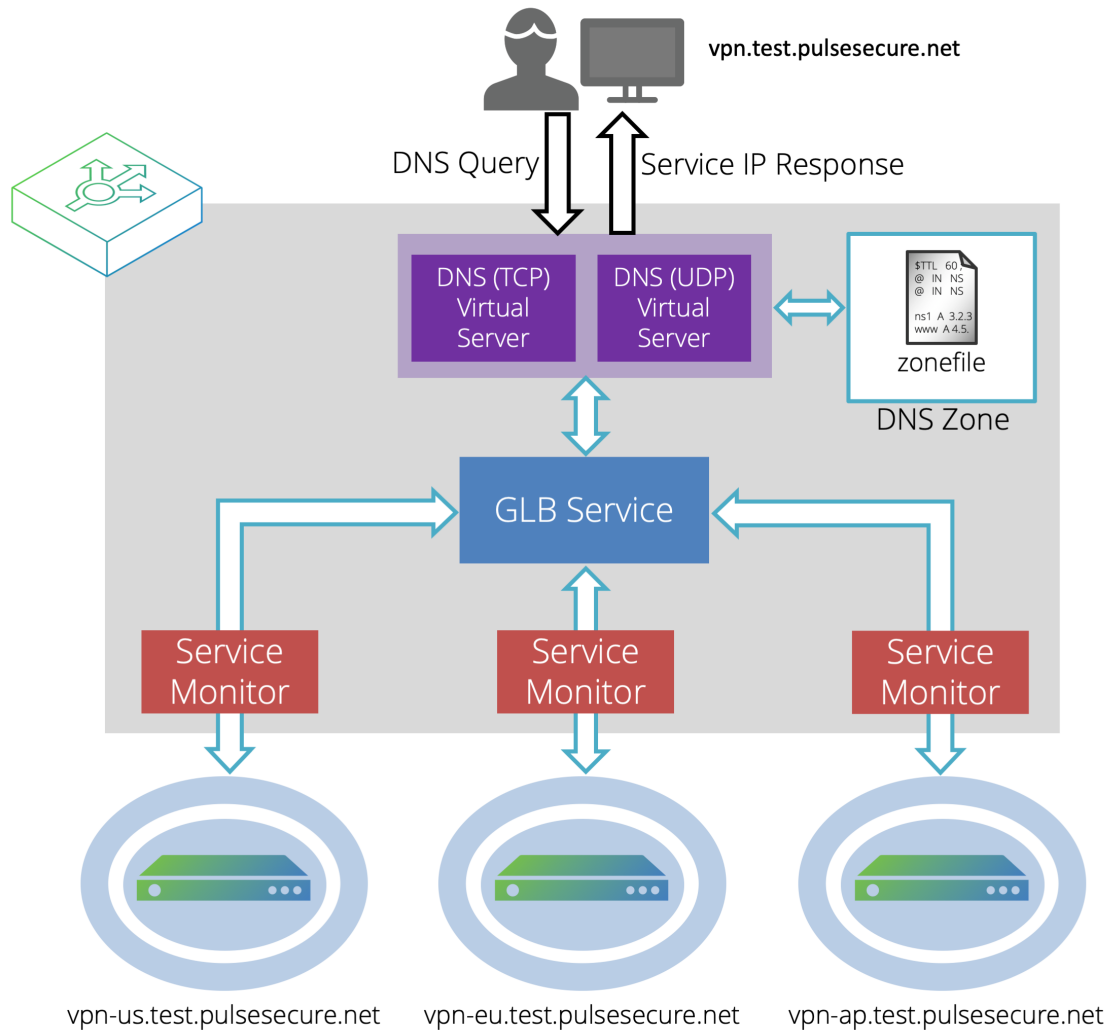 vpn.test.pulsesecure.net
DNS Query
Service IP Response
DNS (TCP)
Virtual
Server
DNS (UDP)
Virtual
Server
$TTL 60 ;
@ IN NS
@ IN NS
ns1 A 3.2.3
www A 4.5.
zonefile
DNS Zone
GLB Service
Service
Monitor
Service
Monitor
Service
Monitor
vpn-us.test.pulsesecure.net
vpn-eu.test.pulsesecure.net
vpn-ap.test.pulsesecure.net